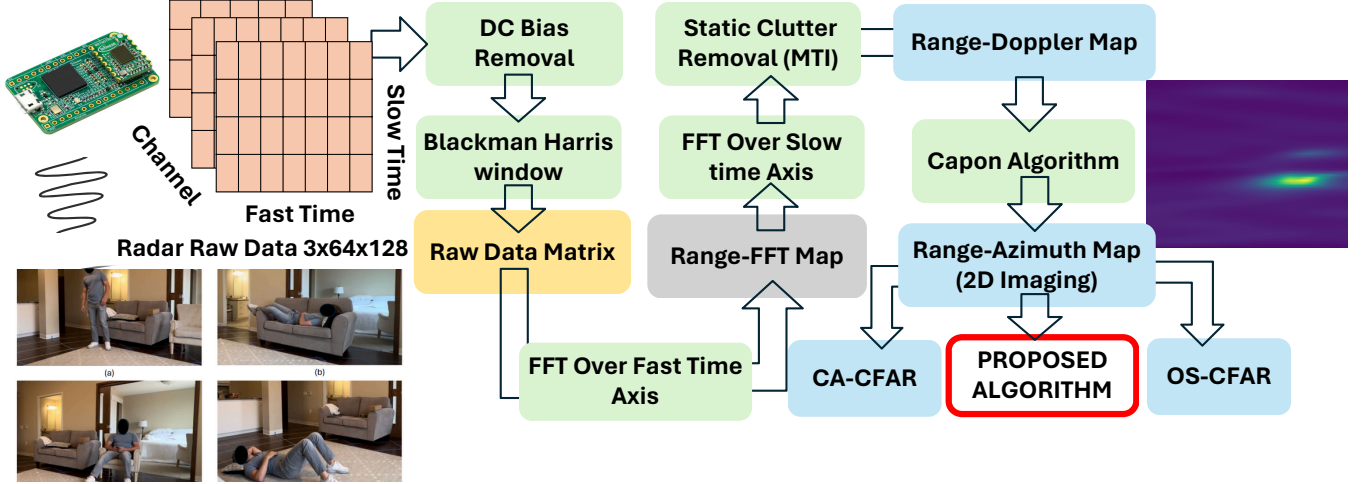 Channel
Slow Time
Fast Time
Radar Raw Data 3x64x128
(a)
(b)
DC Bias
Removal
Blackman Harris
window
Raw Data Matrix
FFT Over Fast Time
Axis
Range-FFT Map
FFT Over Slow
time Axis
Static Clutter
Removal (MTI)
Range-Doppler Map
Capon Algorithm
Range-Azimuth Map
(2D Imaging)
CA-CFAR
PROPOSED
ALGORITHM
OS-CFAR